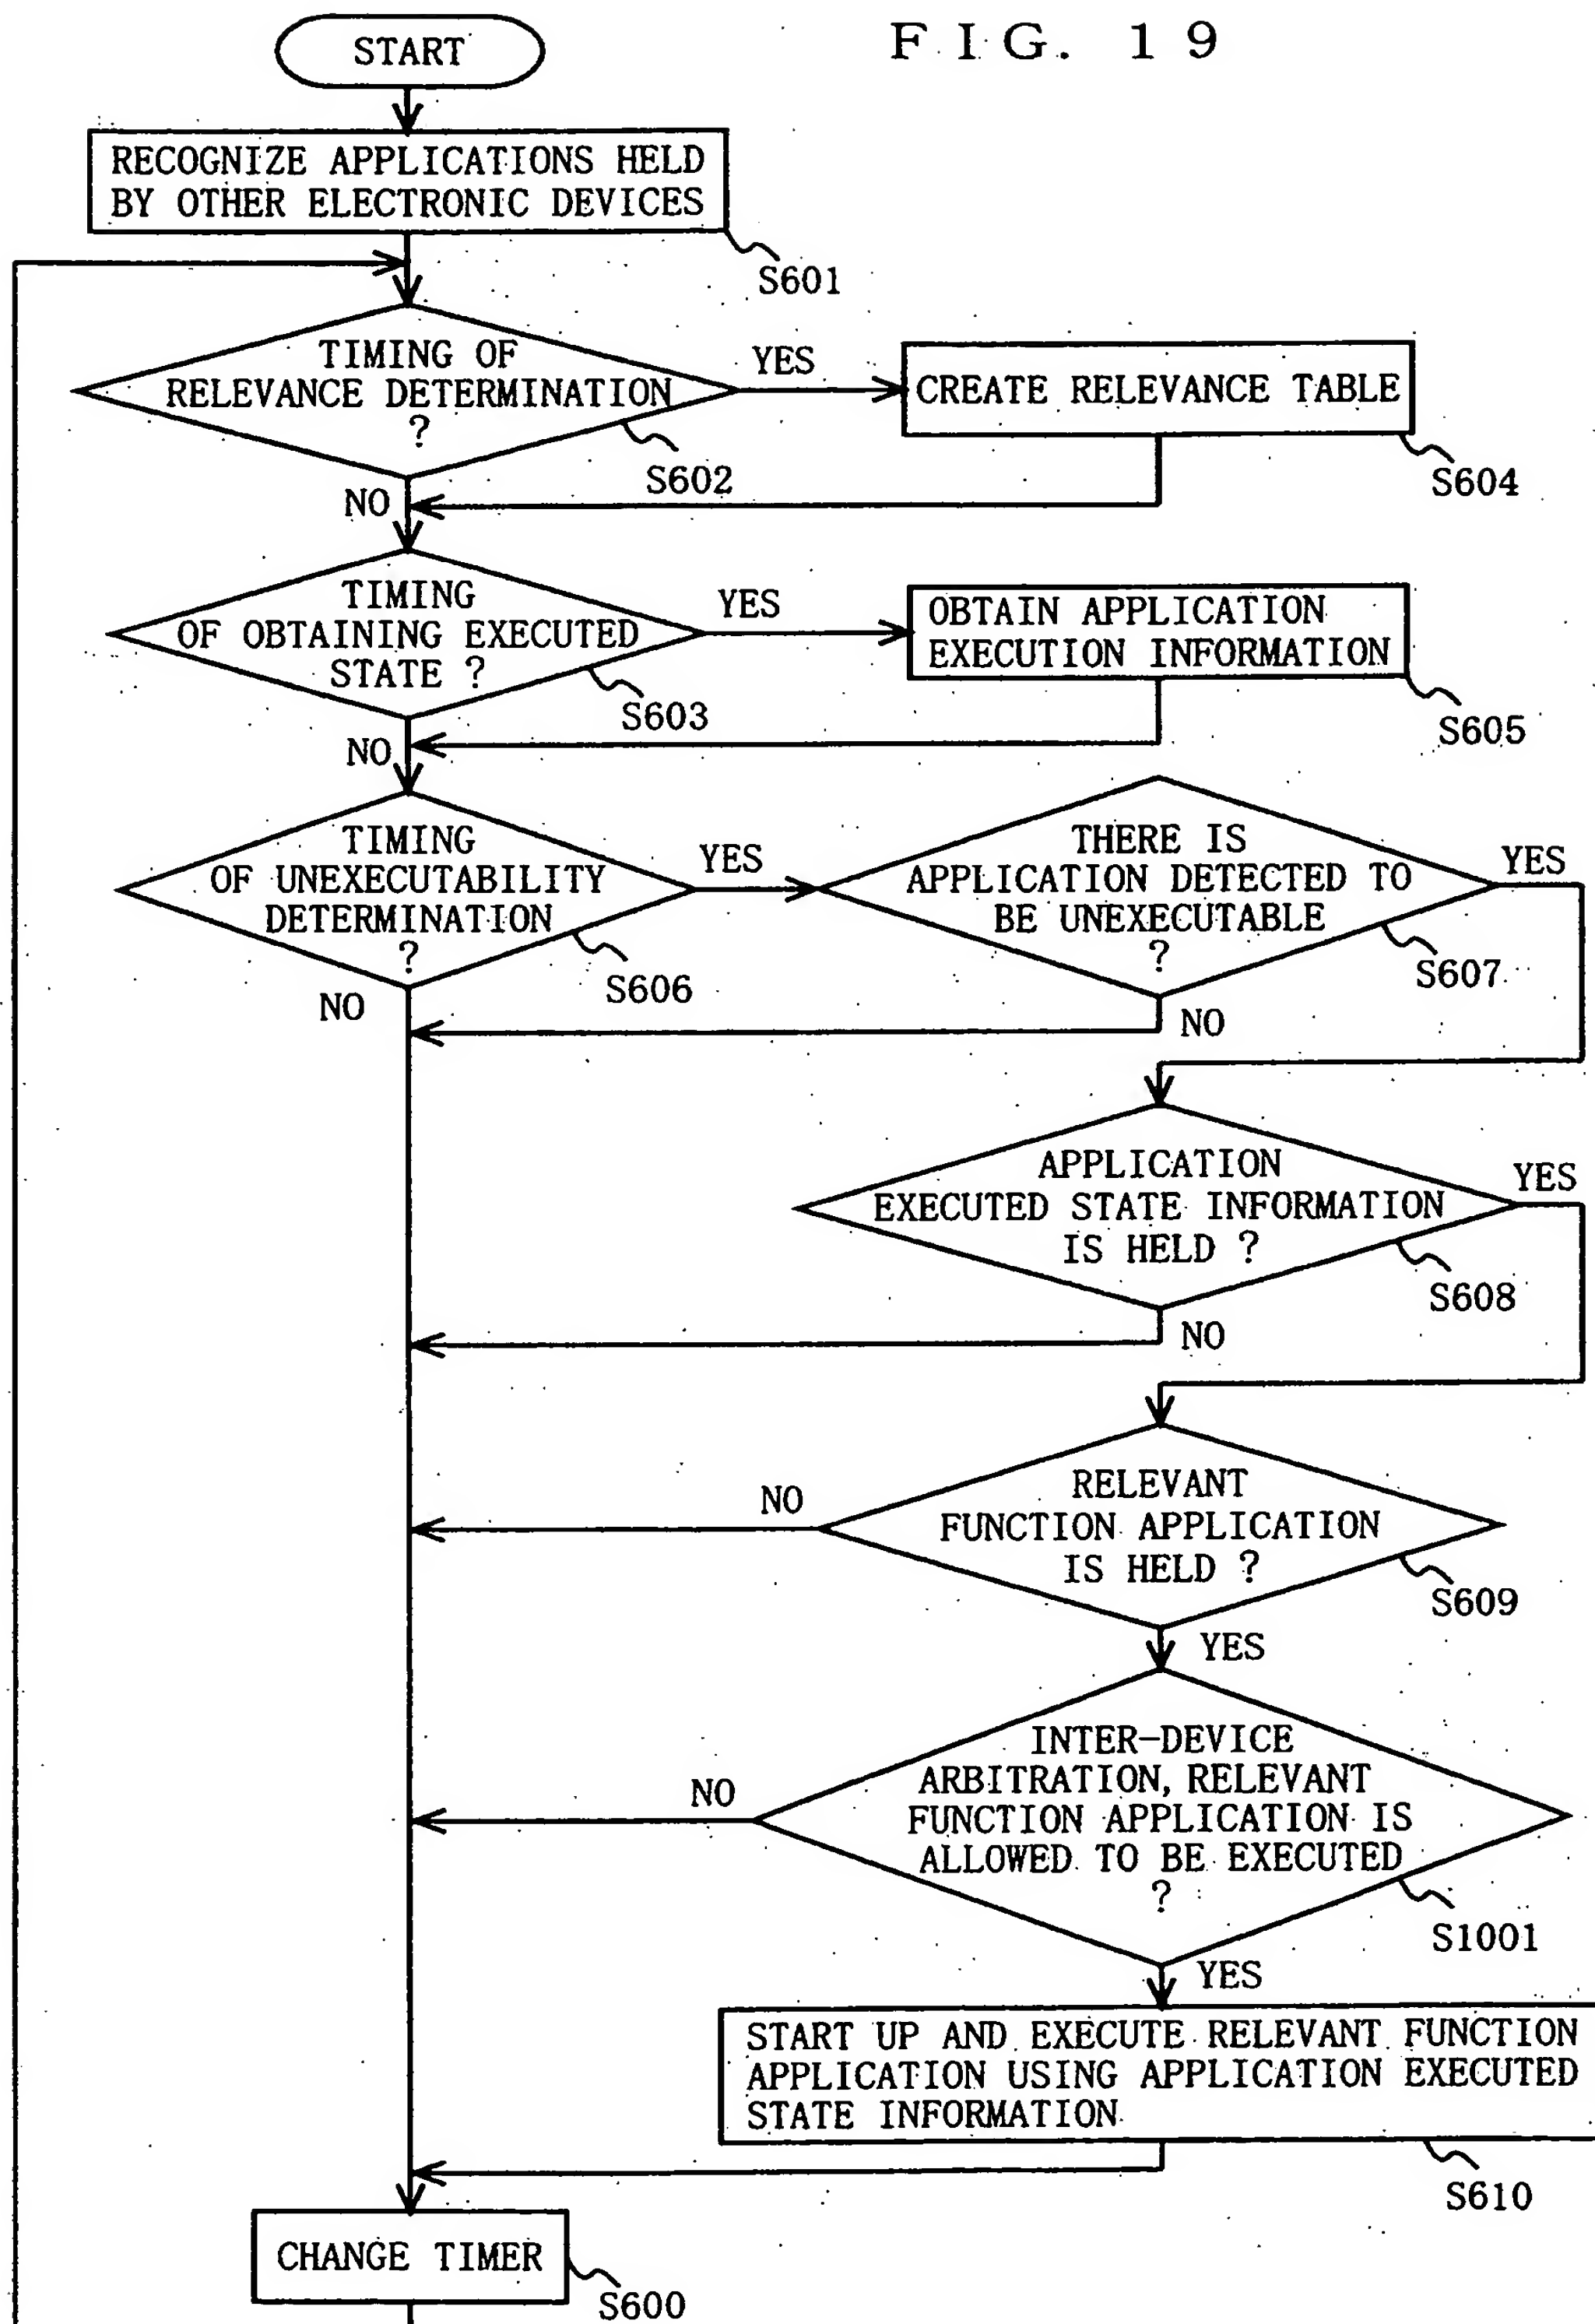 FIG. 19
START
RECOGNIZE APPLICATIONS HELD
BY OTHER ELECTRONIC DEVICES
S601
TIMING OF
RELEVANCE DETERMINATION
?
YES
S602
NO
CREATE RELEVANCE TABLE
S604
TIMING
OF OBTAINING EXECUTED
STATE ?
YES
S603
NO
OBTAIN APPLICATION
EXECUTION INFORMATION
S605
TIMING
OF UNEXECUTABILITY
DETERMINATION
?
YES
S606
NO
THERE IS
APPLICATION DETECTED TO
BE UNEXECUTABLE
?
YES
S607
NO
APPLICATION
EXECUTED STATE INFORMATION
IS HELD ?
YES
S608
NO
RELEVANT
FUNCTION APPLICATION
IS HELD ?
NO
S609
YES
INTER-DEVICE
ARBITRATION, RELEVANT
FUNCTION APPLICATION IS
ALLOWED TO BE EXECUTED
?
NO
S1001
YES
START UP AND EXECUTE RELEVANT FUNCTION
APPLICATION USING APPLICATION EXECUTED
STATE INFORMATION
S610
CHANGE TIMER
S600